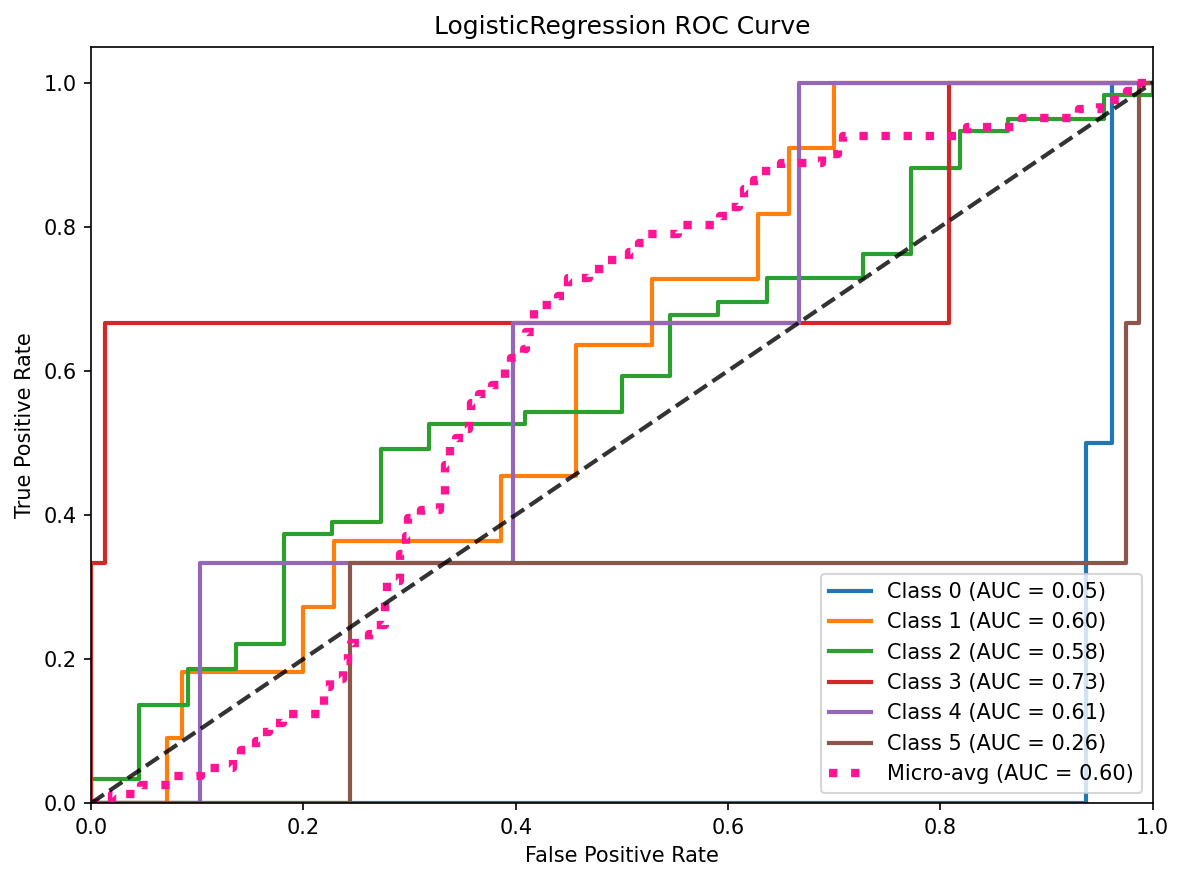 LogisticRegression ROC Curve
True Positive Rate
1.0
0.8
0.6
0.4
0.2
0.0
Class 0 (AUC = 0.05)
Class 1 (AUC = 0.60)
Class 2 (AUC = 0.58)
Class 3 (AUC = 0.73)
Class 4 (AUC = 0.61)
Class 5 (AUC = 0.26)
Micro-avg (AUC = 0.60)
0.0 0.2 0.4 0.6 0.8 1.0
False Positive Rate